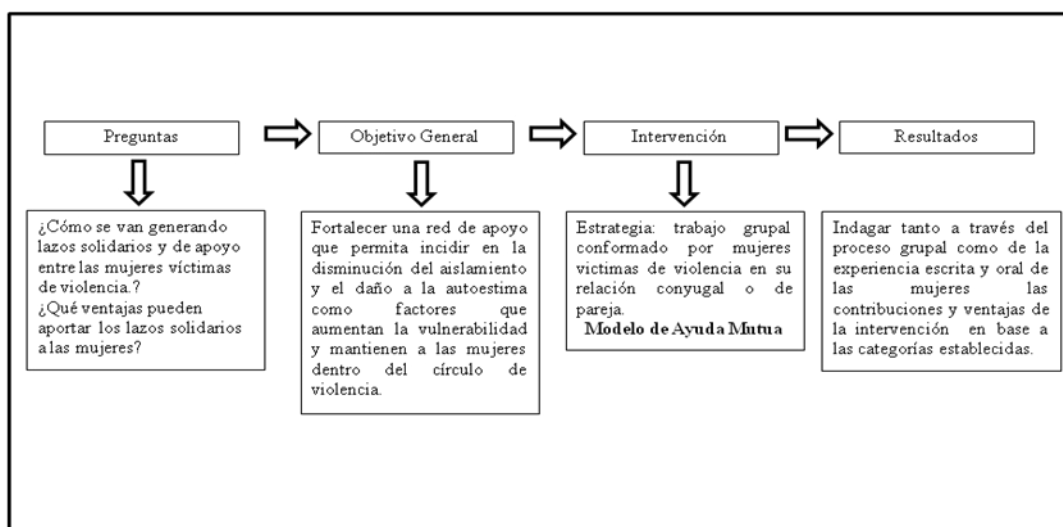 Preguntas
Objetivo General
Intervención
Resultados
¿Cómo se van generando
lazos solidarios y de apoyo
entre las mujeres víctimas
de violencia.?
¿Qué ventajas pueden
aportar los lazos solidarios
a las mujeres?
Fortalecer una red de apoyo
que permita incidir en la
disminución del aislamiento
y el daño a la autoestima
como factores que
aumentan la vulnerabilidad
y mantienen a las mujeres
dentro del círculo de
violencia.
Estrategia: trabajo grupal
conformado por mujeres
victimas de violencia en su
relación conyugal o de
pareja.
Modelo de Ayuda Mutua
Indagar tanto a través del
proceso grupal como de la
experiencia escrita y oral de
las mujeres las
contribuciones y ventajas de
la intervención en base a
las categorías establecidas.